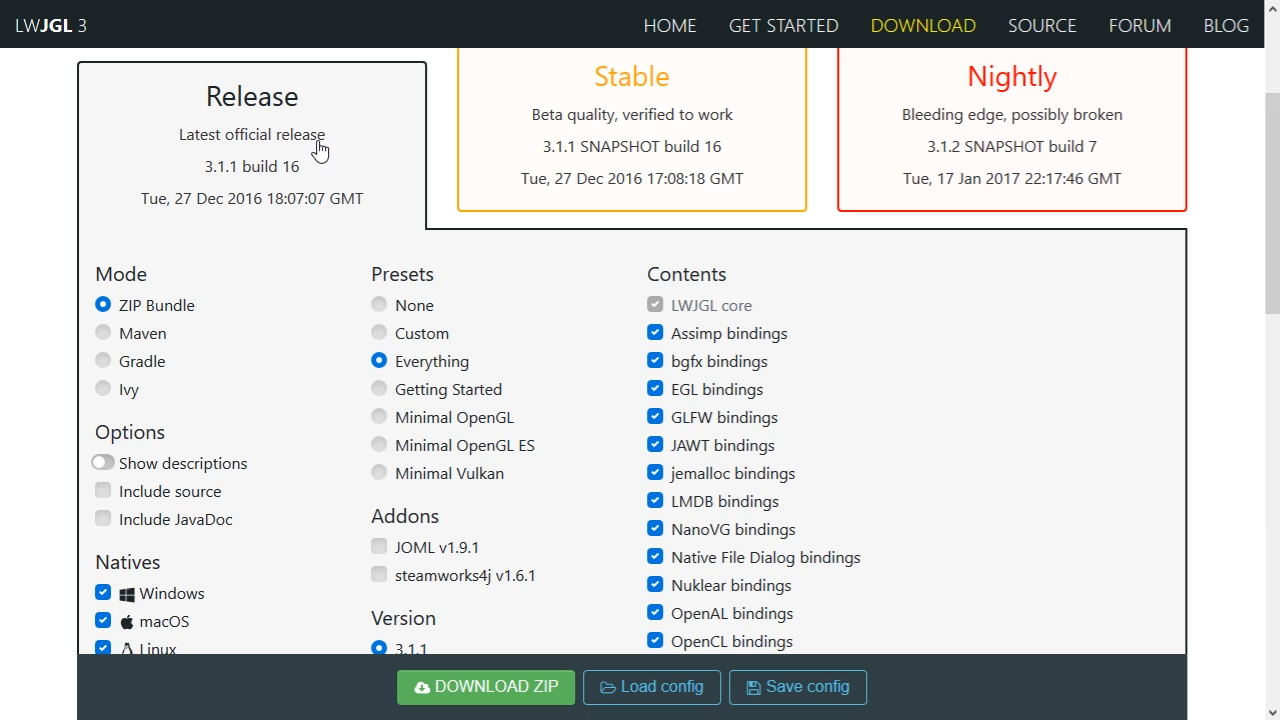 LWJGL 3
HOME GET STARTED DOWNLOAD SOURCE FORUM BLOG
Release
Latest official release
3.1.1 build 16
Tue, 27 Dec 2016 18:07:07 GMT
Stable
Beta quality, verified to work
3.1.1 SNAPSHOT build 16
Tue, 27 Dec 2016 17:08:18 GMT
Nightly
Bleeding edge, possibly broken
3.1.2 SNAPSHOT build 7
Tue, 17 Jan 2017 22:17:46 GMT
Mode
ZIP Bundle
Maven
Gradle
Ivy
Options
Show descriptions
Include source
Include JavaDoc
Natives
Windows
macOS
Linux
Presets
None
Custom
Everything
Getting Started
Minimal OpenGL
Minimal OpenGL ES
Minimal Vulkan
Addons
JOML v1.9.1
steamworks4j v1.6.1
Version
3.1.1
Contents
LWJGL core
Assimp bindings
bgfx bindings
EGL bindings
GLFW bindings
JAWT bindings
jemalloc bindings
LMDB bindings
NanoVG bindings
Native File Dialog bindings
Nuklear bindings
OpenAL bindings
OpenCL bindings
DOWNLOAD ZIP Load config Save config